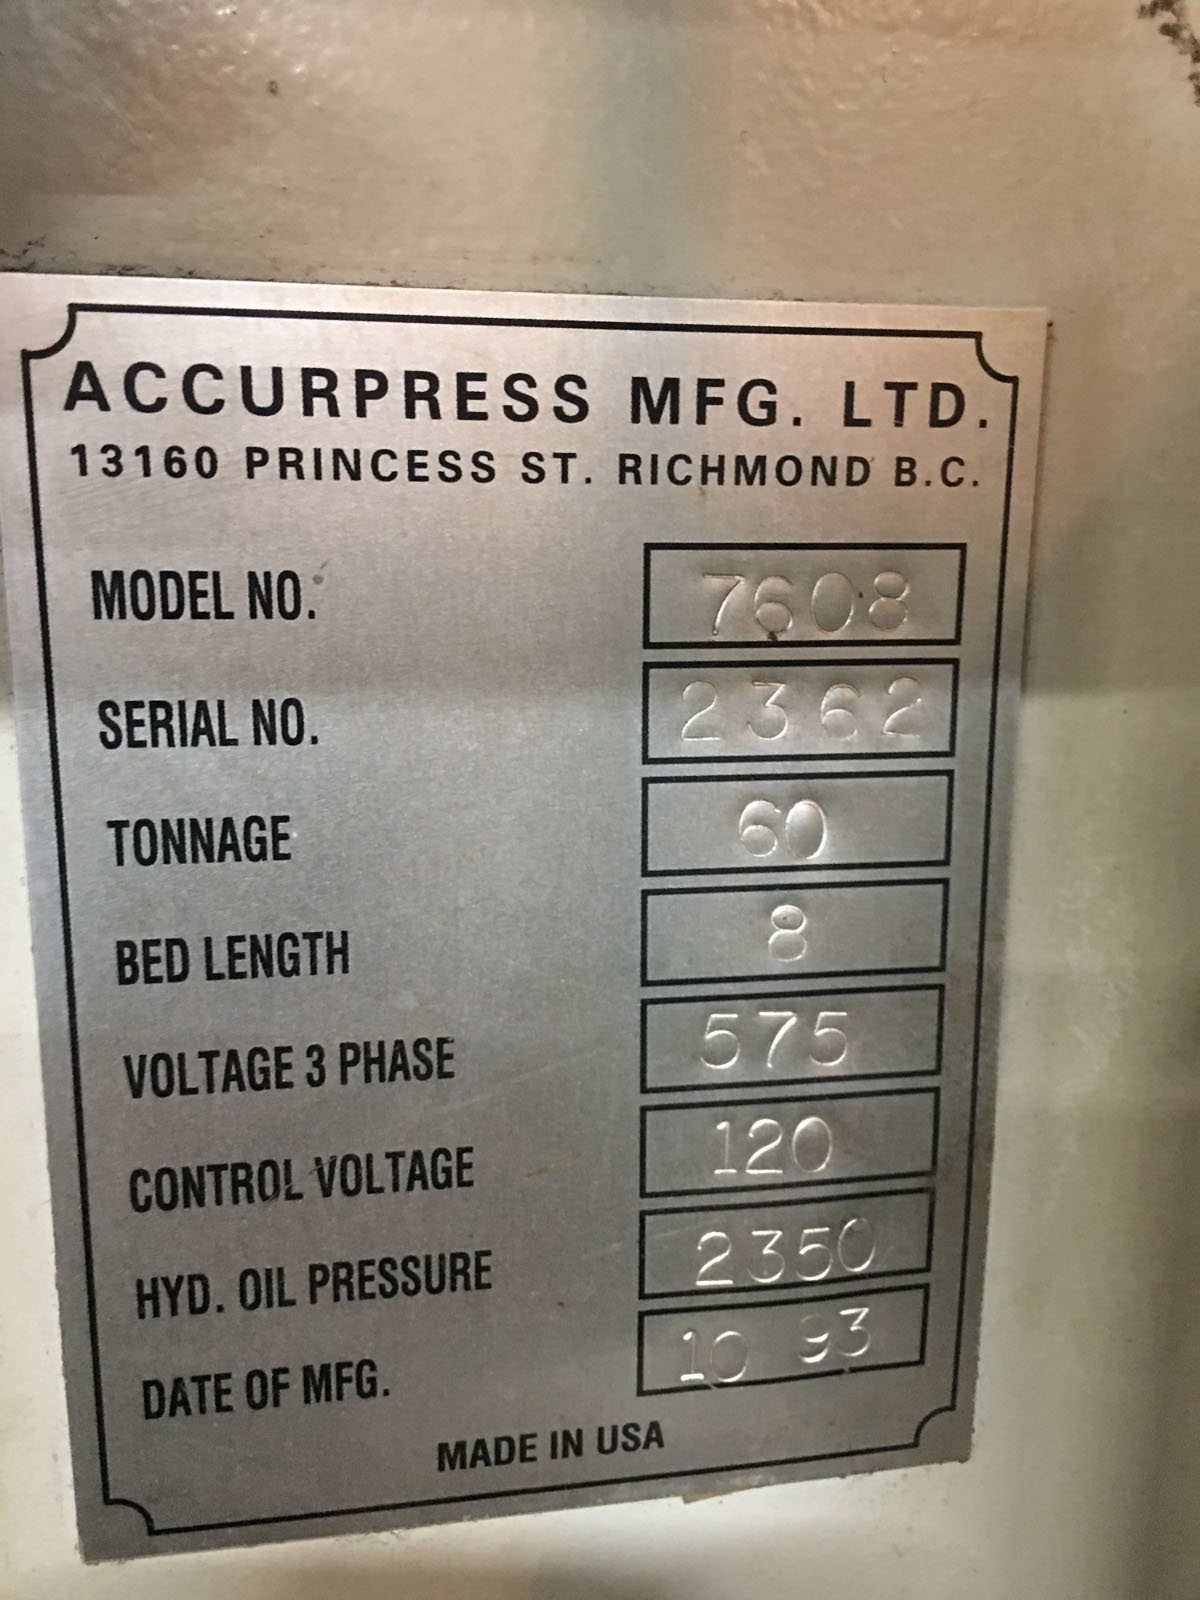 ACCURPRESS MFG. LTD.
13160 PRINCESS ST. RICHMOND B.C.
MODEL NO. 7608
SERIAL NO. 2362
TONNAGE 60
BED LENGTH 8
VOLTAGE 3 PHASE 575
CONTROL VOLTAGE 120
HYD. OIL PRESSURE 2350
DATE OF MFG. 10 93
MADE IN USA